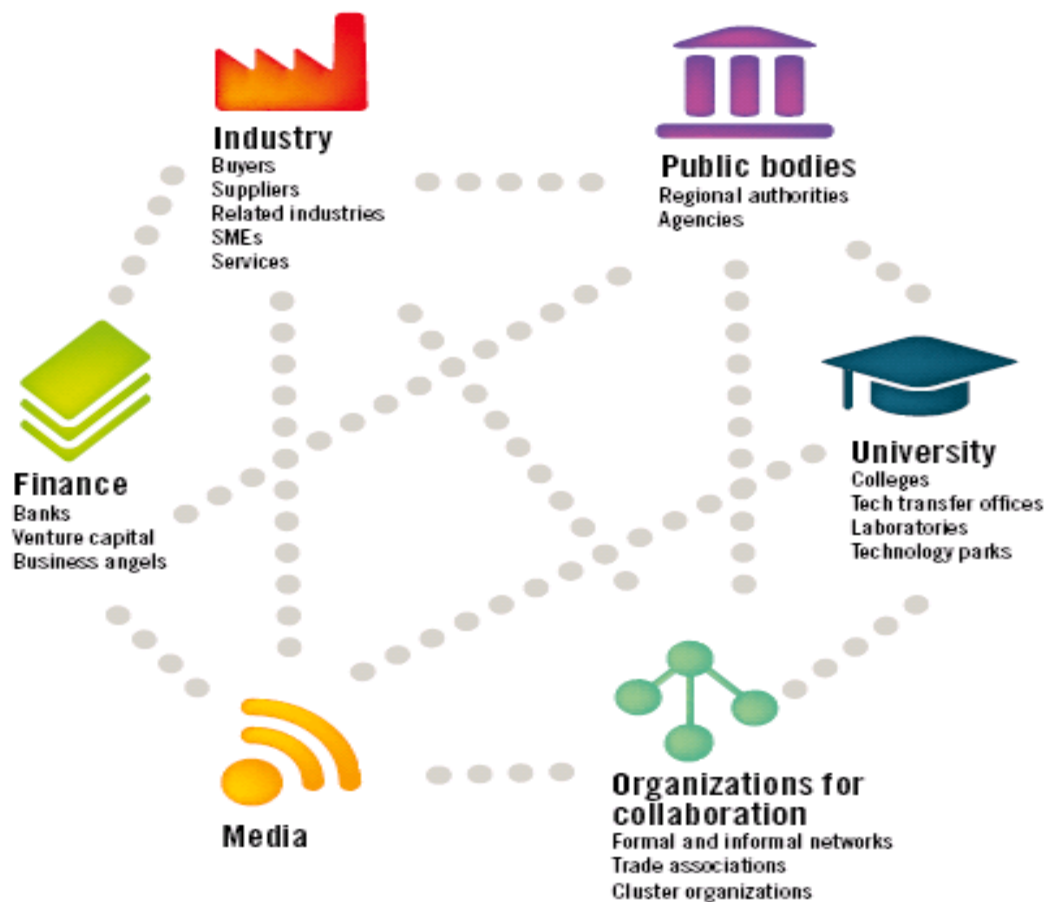 Industry
Buyers
Suppliers
Related industries
SMEs
Services
Public bodies
Regional authorities
Agencies
Finance
Banks
Venture capital
Business angels
University
Colleges
Tech transfer offices
Laboratories
Technology parks
Media
Organizations for
collaboration
Formal and informal networks
Trade associations
Cluster organizations